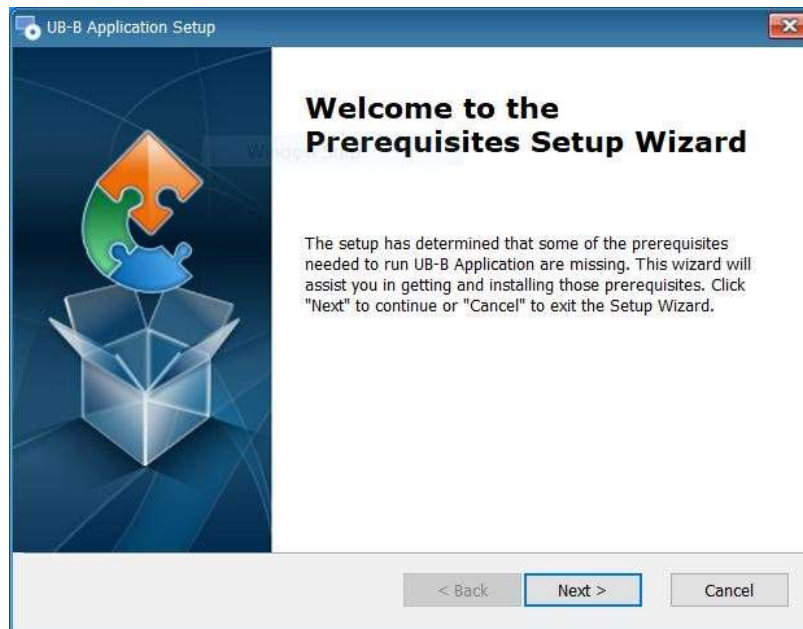 UB-B Application Setup
Welcome to the
Prerequisites Setup Wizard
The setup has determined that some of the prerequisites
needed to run UB-B Application are missing. This wizard will
assist you in getting and installing those prerequisites. Click
"Next" to continue or "Cancel" to exit the Setup Wizard.
< Back
Next >
Cancel